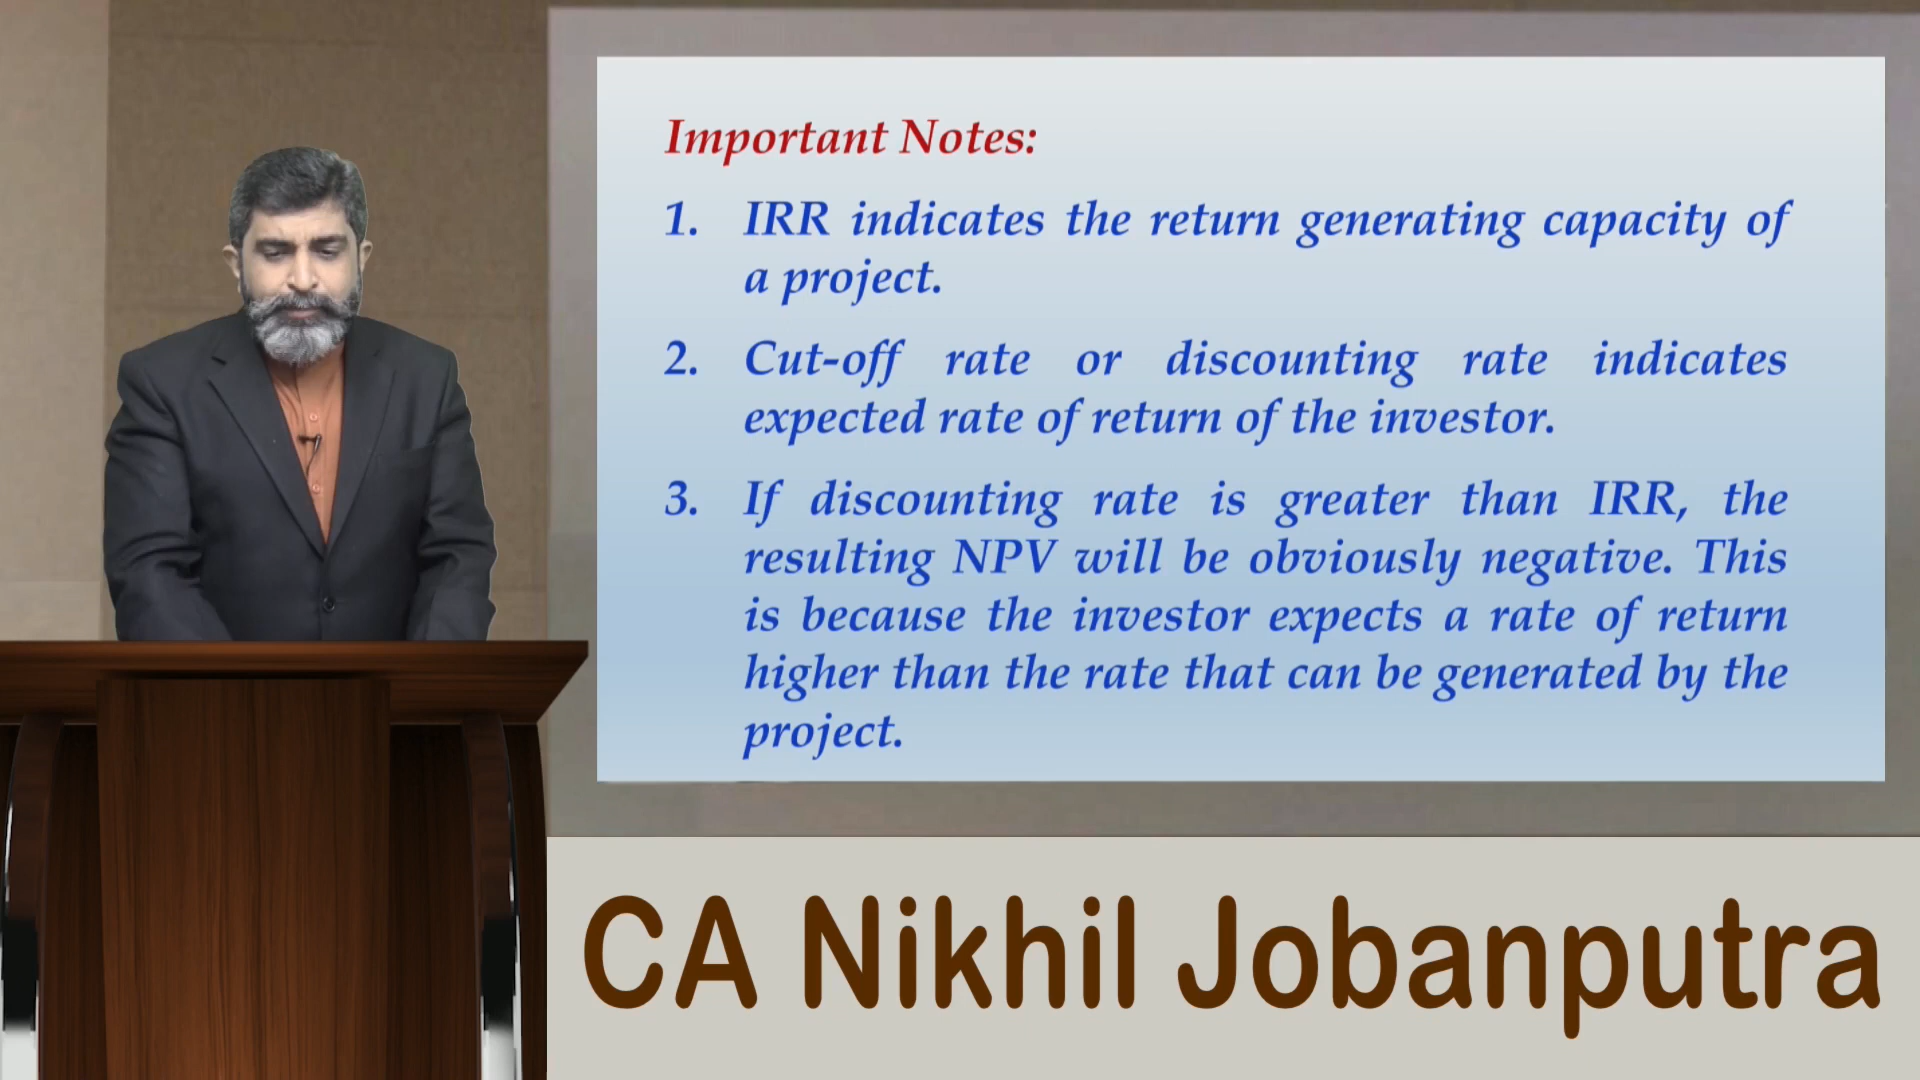 Important Notes:
1. IRR indicates the return generating capacity of
a project.
2. Cut-off rate or discounting rate indicates
expected rate of return of the investor.
3. If discounting rate is greater than IRR, the
resulting NPV will be obviously negative. This
is because the investor expects a rate of return
higher than the rate that can be generated by the
project.
CA Nikhil Jobanputra